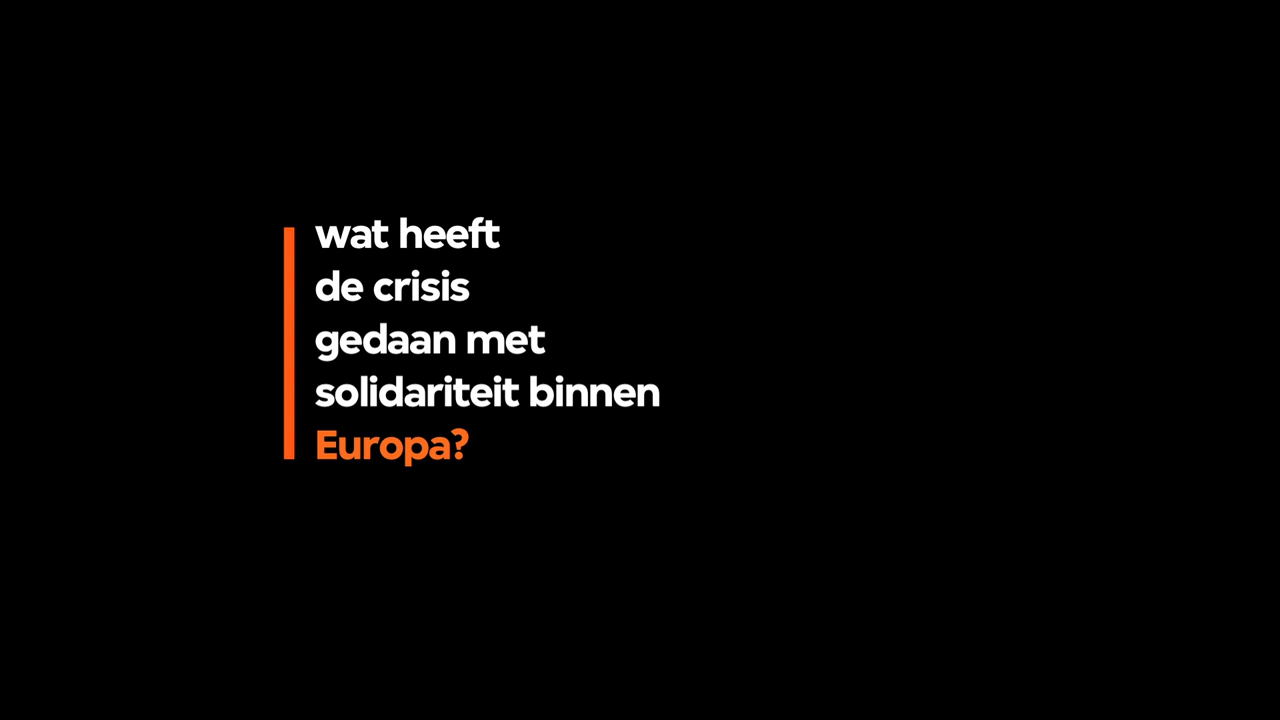 wat heeft
de crisis
gedaan met
solidariteit binnen
Europa?